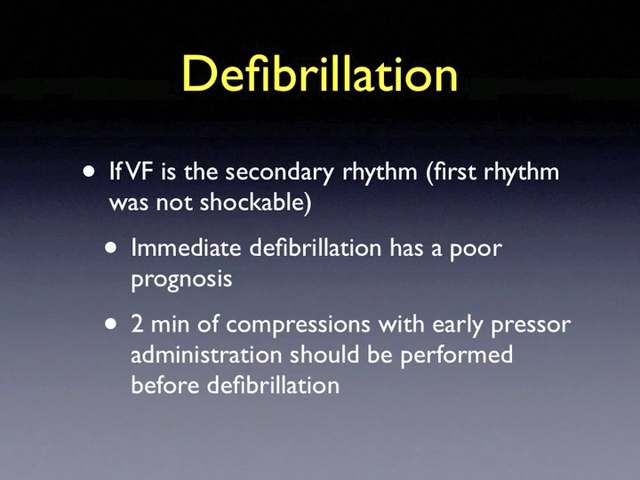 Defibrillation
• If VF is the secondary rhythm (first rhythm
was not shockable)
• Immediate defibrillation has a poor
prognosis
• 2 min of compressions with early pressor
administration should be performed
before defibrillation